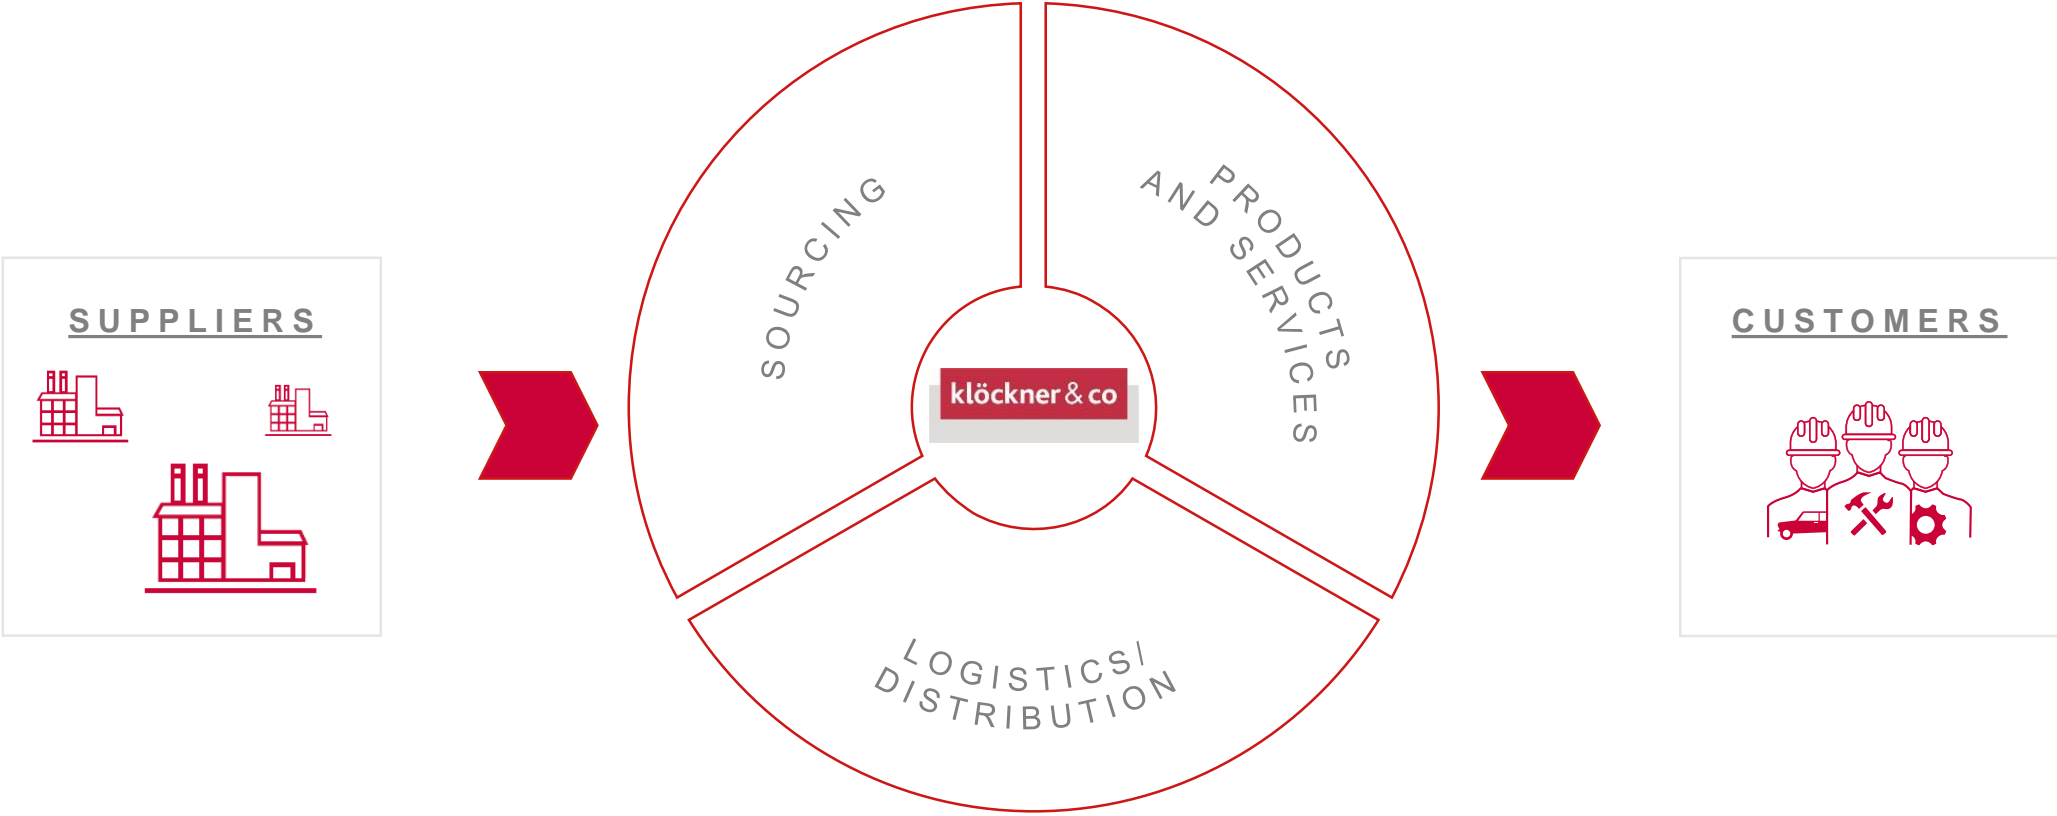 SUPPLIERS
SOURCING
PRODUCTS
AND SERVICES
klöckner & co
LOGISTICS/
DISTRIBUTION
CUSTOMERS